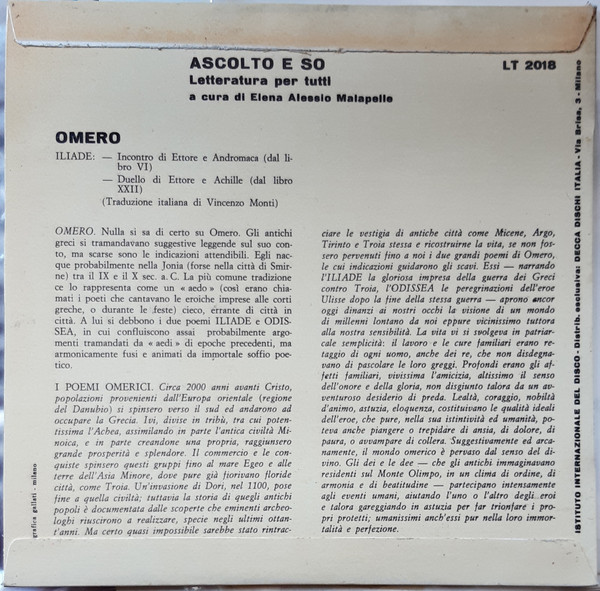 ASCOLTO E SO
LT 2018
Letteratura per tutti
a cura di Elena Alessio Malapelle
OMERO
ILIADE: — Incontro di Ettore e Andromaca (dal li-
bro VI)
— Duello di Ettore e Achille (dal libro
XXII)
(Traduzione italiana di Vincenzo Monti)
OMERO. Nulla si sa di certo su Omero. Gli antichi
greci si tramandavano suggestive leggende sul suo con-
to, ma scarse sono le indicazioni attendibili. Egli nac-
que probabilmente nella Jonia (forse nella città di Smir-
ne) tra il IX e il X sec. a. C. La più comune tradizione
ce lo rappresenta come un « aedo » (così erano chia-
mati i poeti che cantavano le eroiche imprese alle corti
greche, o durante le feste) cieco, errante di città in
città. A lui si debbono i due poemi ILIADE e ODIS-
SEA, in cui confluiscono assai probabilmente argo-
menti tramandati da « aedi » di epoche precedenti, ma
armonicamente fusi e animati da immortale soffio poe-
tico.
I POEMI OMERICI. Circa 2000 anni avanti Cristo,
popolazioni provenienti dall'Europa orientale (regione
del Danubio) si spinsero verso il sud ed andarono ad
occupare la Grecia. Ivi, divise in tribù, tra cui poten-
tissima l'Achea, assimilando in parte l'antica civiltà Mi-
noica, e in parte creandone una propria, raggiunsero
grande prosperità e splendore. Il commercio e le con-
quiste spinsero questi gruppi fino al mare Egeo e alle
terre dell'Asia Minore, dove pure già fiorivano floride
città, come Troia. Un'invasione di Dori, nel 1100, pose
fine a quella civiltà; tuttavia la storia di quegli antichi
popoli è documentata dalle scoperte che eminenti archeo-
loghi riuscirono a realizzare, specie negli ultimi ottan-
t'anni. Ma certo quasi impossibile sarebbe stato rintrac-
ciare le vestigia di antiche città come Micene, Argo,
Tirinto e Troia stessa e ricostruirne la vita, se non fos-
sero pervenuti fino a noi i due grandi poemi di Omero,
le cui indicazioni guidarono gli scavi. Essi — narrando
l'ILIADE la gloriosa impresa della guerra dei Greci
contro Troia, l'ODISSEA le peregrinazioni dell'eroe
Ulisse dopo la fine della stessa guerra — aprono ancor
oggi dinanzi ai nostri occhi la visione di un mondo
di millenni lontano da noi eppure vicinissimo tuttora
alla nostra sensibilità. La vita vi si svolgeva in patriar-
cale semplicità: il lavoro e le cure familiari erano re-
taggio di ogni uomo, anche dei re, che non disdegna-
vano di pascolare le loro greggi. Profondi erano gli af-
fetti familiari, vivissima l'amicizia, altissimo il senso
dell'onore e della gloria, non disgiunto talora da un av-
venturoso desiderio di preda. Lealtà, coraggio, nobiltà
d'animo, astuzia, eloquenza, costituivano le qualità ideali
dell'eroe, che pure, nella sua istintività ed umanità, po-
teva anche piangere o trepidare di ansia, di dolore, di
paura, o avvampare di collera. Suggestivamente ed arca-
namente, il mondo omerico è pervaso dal senso del di-
vino. Gli dei e le dee — che gli antichi immaginavano
residenti sul Monte Olimpo, in un clima di ordine, di
armonia e di beatitudine — partecipano intensamente
agli eventi umani, aiutando l'uno o l'altro degli eroi
e talora gareggiando in astuzia per far trionfare i pro-
pri protetti; umanissimi anch'essi pur nella loro immor-
talità e perfezione.
ISTITUTO INTERNAZIONALE DEL DISCO - Distrib. esclusiva: DECCA DISCHI ITALIA - Via Brisa, 3 - Milano
grafica gallati - milano